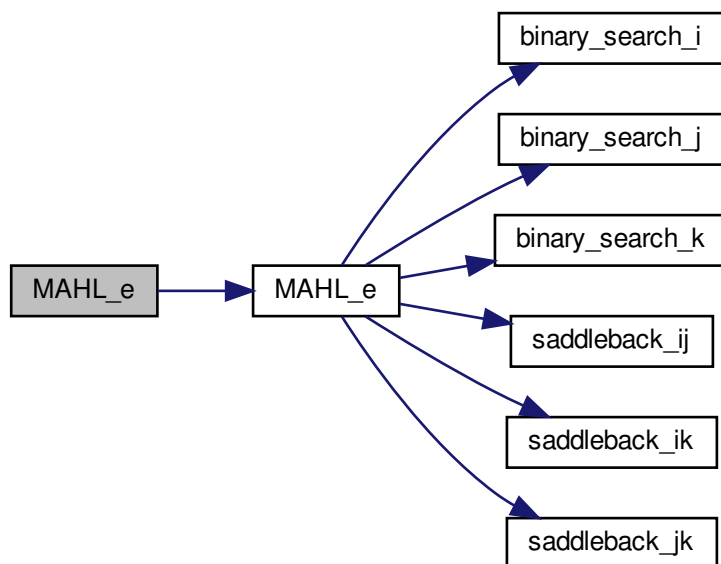 binary_search_i
binary_search_j
binary_search_k
MAHL_e
MAHL_e
saddleback_ij
saddleback_ik
saddleback_jk